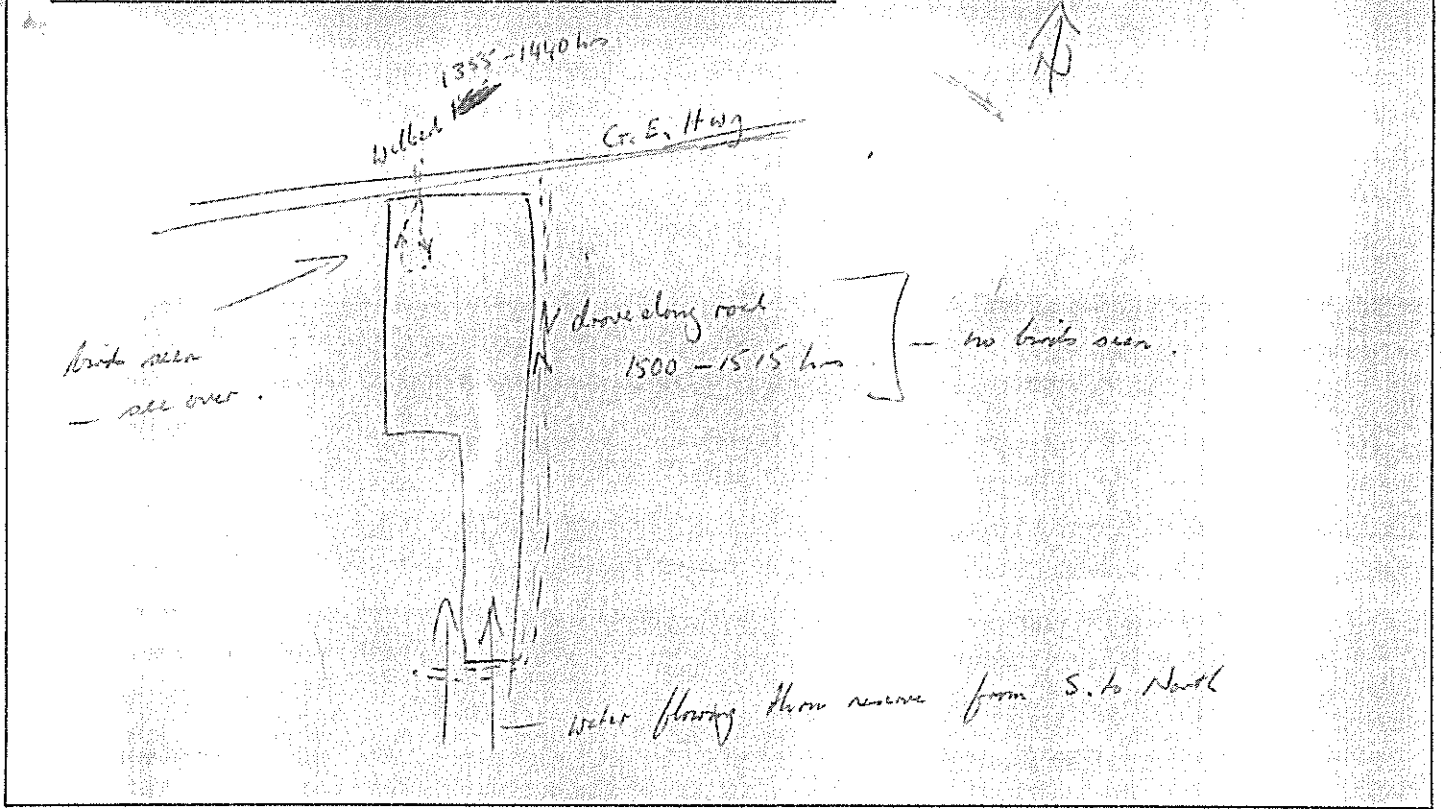 1355-1440 hrs
Walked
N
Gt. E. Hwy
drove along road
1500-1515 hrs
- no birds seen.
birds seen
- see over.
water flowing thru reserve from S. to North